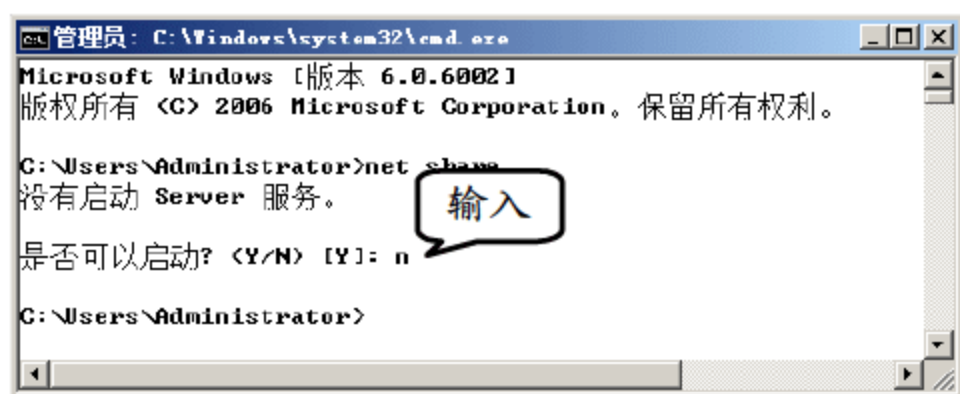 管理员: C:\Windows\system32\cmd.exe
Microsoft Windows [版本 6.0.6002]
版权所有 (C) 2006 Microsoft Corporation。保留所有权利。
C:\Users\Administrator>net share
没有启动 Server 服务。
输入
是否可以启动? (Y/N) [Y]: n
C:\Users\Administrator>